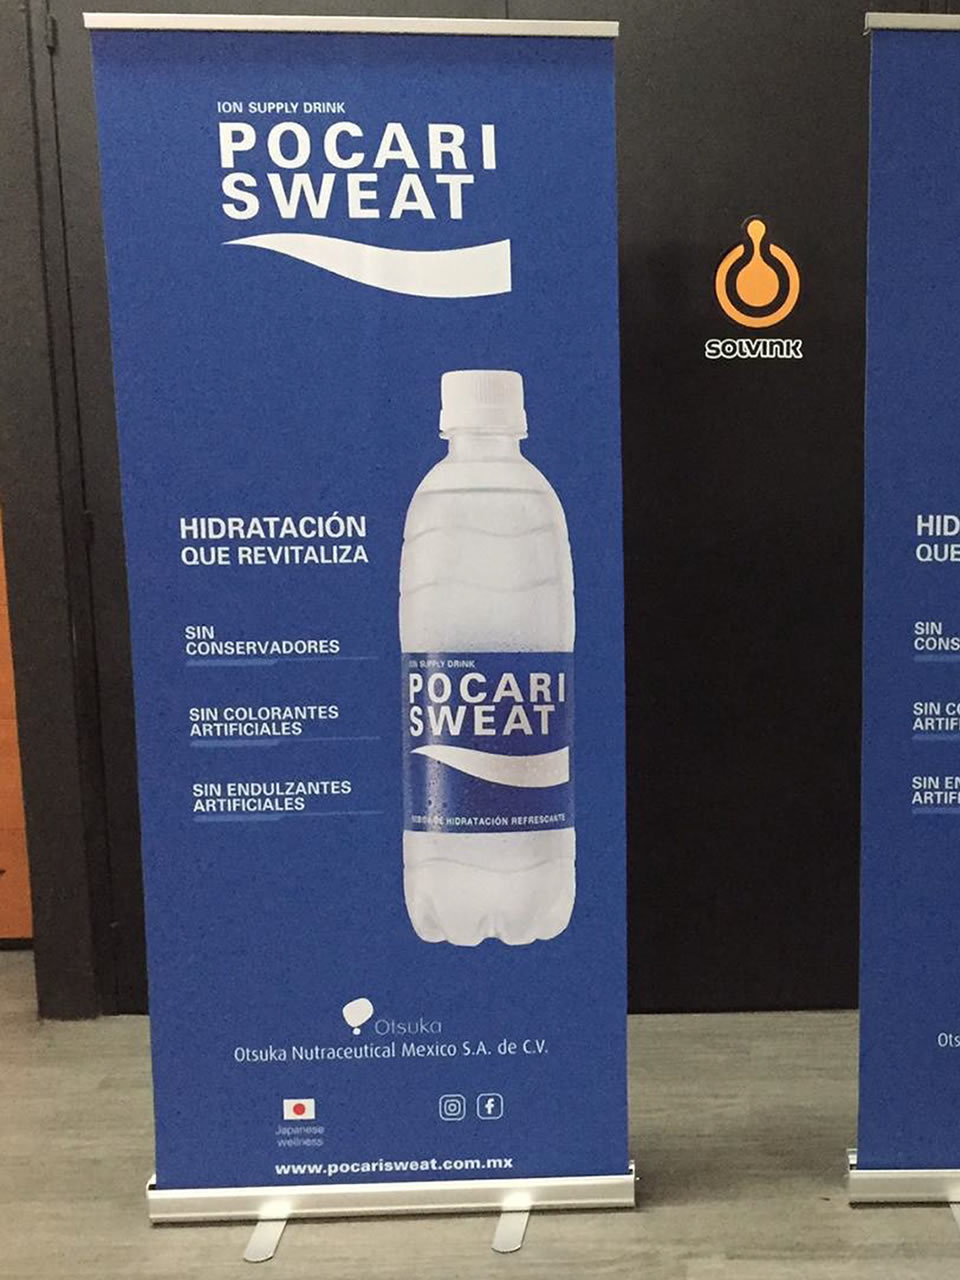 ION SUPPLY DRINK
POCARI
SWEAT
SOLVINK
HIDRATACIÓN
QUE REVITALIZA
SIN
CONSERVADORES
SIN COLORANTES
ARTIFICIALES
SIN ENDULZANTES
ARTIFICIALES
ION SUPPLY DRINK
POCARI
SWEAT
BEBIDA DE HIDRATACIÓN REFRESCANTE
Otsuka
Otsuka Nutraceutical Mexico S.A. de C.V.
Japanese
wellness
www.pocarisweat.com.mx
HID
QUE
SIN
CONS
SIN CO
ARTIF
SIN EN
ARTIF
Ots